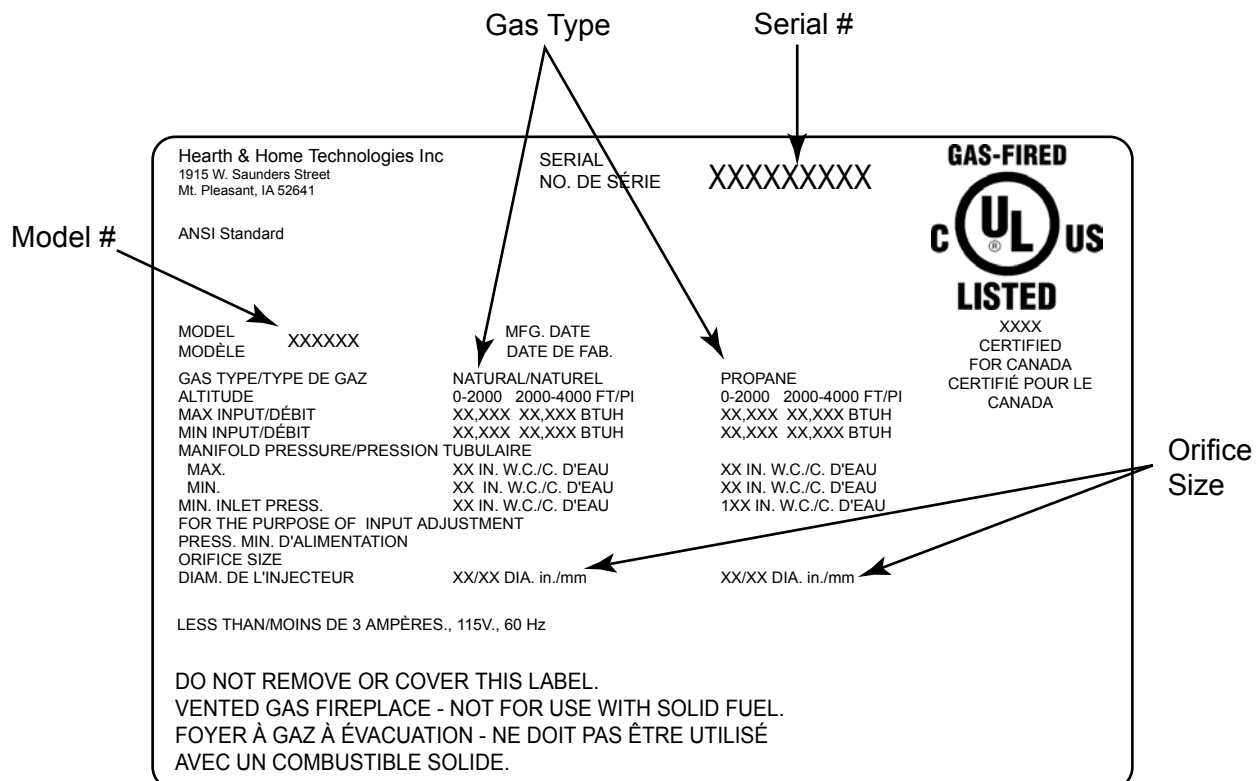 Gas Type
Serial #
Hearth & Home Technologies Inc
1915 W. Saunders Street
Mt. Pleasant, IA 52641
SERIAL
NO. DE SÉRIE
XXXXXXXXX
GAS-FIRED
C UL US
®
LISTED
Model #
ANSI Standard
XXXX
CERTIFIED
FOR CANADA
CERTIFIÉ POUR LE
CANADA
MODEL
MODÈLE
XXXXXX
MFG. DATE
DATE DE FAB.
GAS TYPE/TYPE DE GAZ NATURAL/NATUREL PROPANE
ALTITUDE 0-2000 2000-4000 FT/PI 0-2000 2000-4000 FT/PI
MAX INPUT/DÉBIT XX,XXX XX,XXX BTUH XX,XXX XX,XXX BTUH
MIN INPUT/DÉBIT XX,XXX XX,XXX BTUH XX,XXX XX,XXX BTUH
MANIFOLD PRESSURE/PRESSION TUBULAIRE
MAX. XX IN. W.C./C. D'EAU XX IN. W.C./C. D'EAU
MIN. XX IN. W.C./C. D'EAU XX IN. W.C./C. D'EAU
MIN. INLET PRESS. XX IN. W.C./C. D'EAU 1XX IN. W.C./C. D'EAU
FOR THE PURPOSE OF INPUT ADJUSTMENT
PRESS. MIN. D'ALIMENTATION
ORIFICE SIZE
DIAM. DE L'INJECTEUR XX/XX DIA. in./mm XX/XX DIA. in./mm
Orifice
Size
LESS THAN/MOINS DE 3 AMPÈRES., 115V., 60 Hz
DO NOT REMOVE OR COVER THIS LABEL.
VENTED GAS FIREPLACE - NOT FOR USE WITH SOLID FUEL.
FOYER À GAZ À ÉVACUATION - NE DOIT PAS ÊTRE UTILISÉ
AVEC UN COMBUSTIBLE SOLIDE.